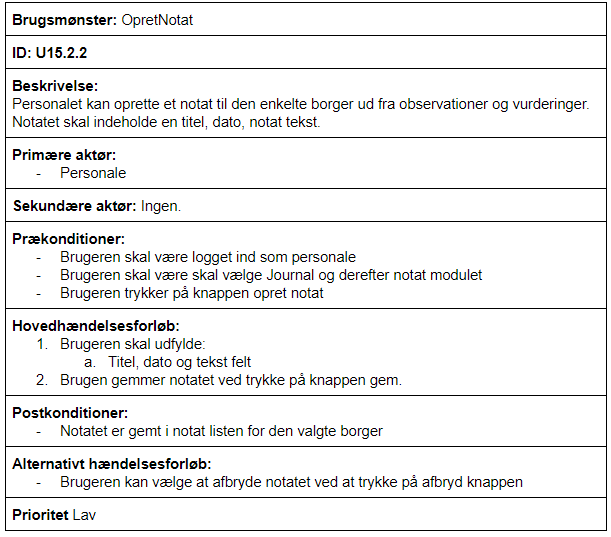 Brugsmønster: OpretNotat
ID: U15.2.2
Beskrivelse:
Personalet kan oprette et notat til den enkelte borger ud fra observationer og vurderinger.
Notatet skal indeholde en titel, dato, notat tekst.
Primære aktør:
- Personale
Sekundære aktør: Ingen.
Prækonditioner:
- Brugeren skal være logget ind som personale
- Brugeren skal være skal vælge Journal og derefter notat modulet
- Brugeren trykker på knappen opret notat
Hovedhændelsesforløb:
1. Brugeren skal udfylde:
a. Titel, dato og tekst felt
2. Brugen gemmer notatet ved trykke på knappen gem.
Postkonditioner:
- Notatet er gemt i notat listen for den valgte borger
Alternativt hændelsesforløb:
- Brugeren kan vælge at afbryde notatet ved at trykke på afbryd knappen
Prioritet Lav